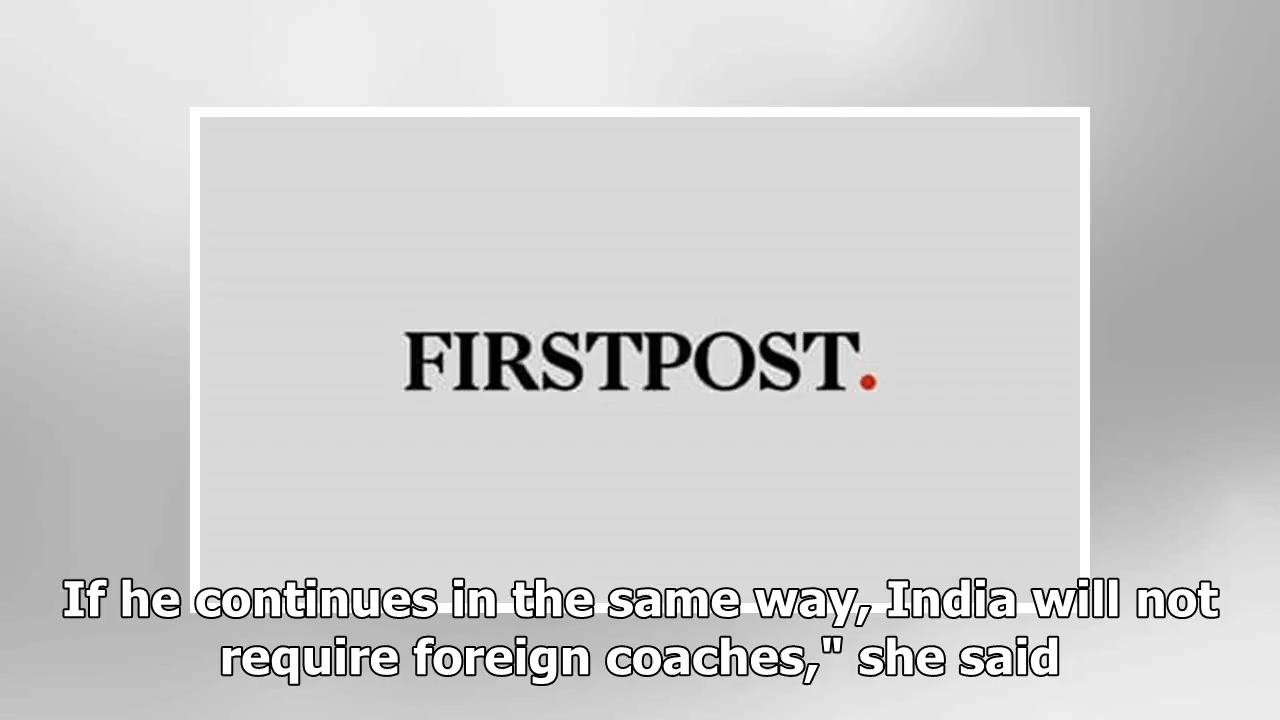 FIRSTPOST.
If he continues in the same way, India will not
require foreign coaches," she said